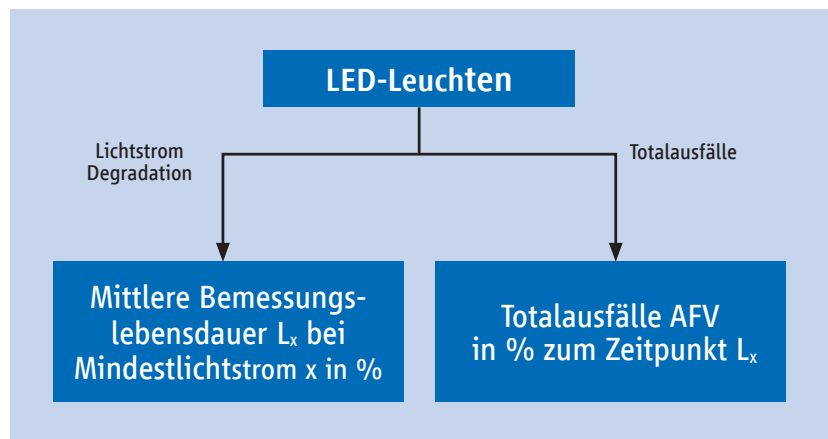 LED-Leuchten
Lichtstrom
Degradation
Totalausfälle
Mittlere Bemessungs-
lebensdauer Lₓ bei
Mindestlichtstrom x in %
Totalausfälle AFV
in % zum Zeitpunkt Lₓ